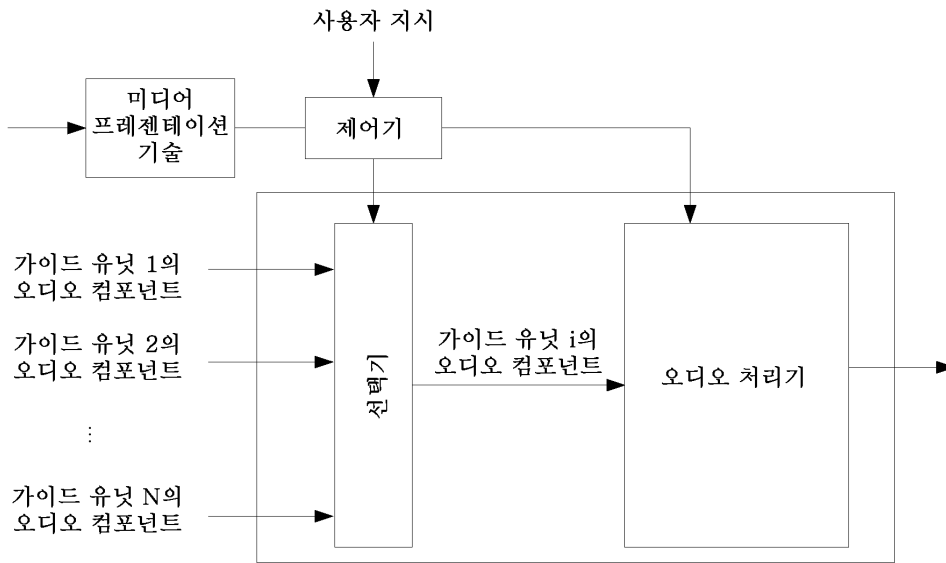 사용자 지시
미디어
프레젠테이션
기술
제어기
가이드 유닛 1의
오디오 컴포넌트
가이드 유닛 2의
오디오 컴포넌트
...
가이드 유닛 N의
오디오 컴포넌트
선택기
가이드 유닛 i의
오디오 컴포넌트
오디오 처리기